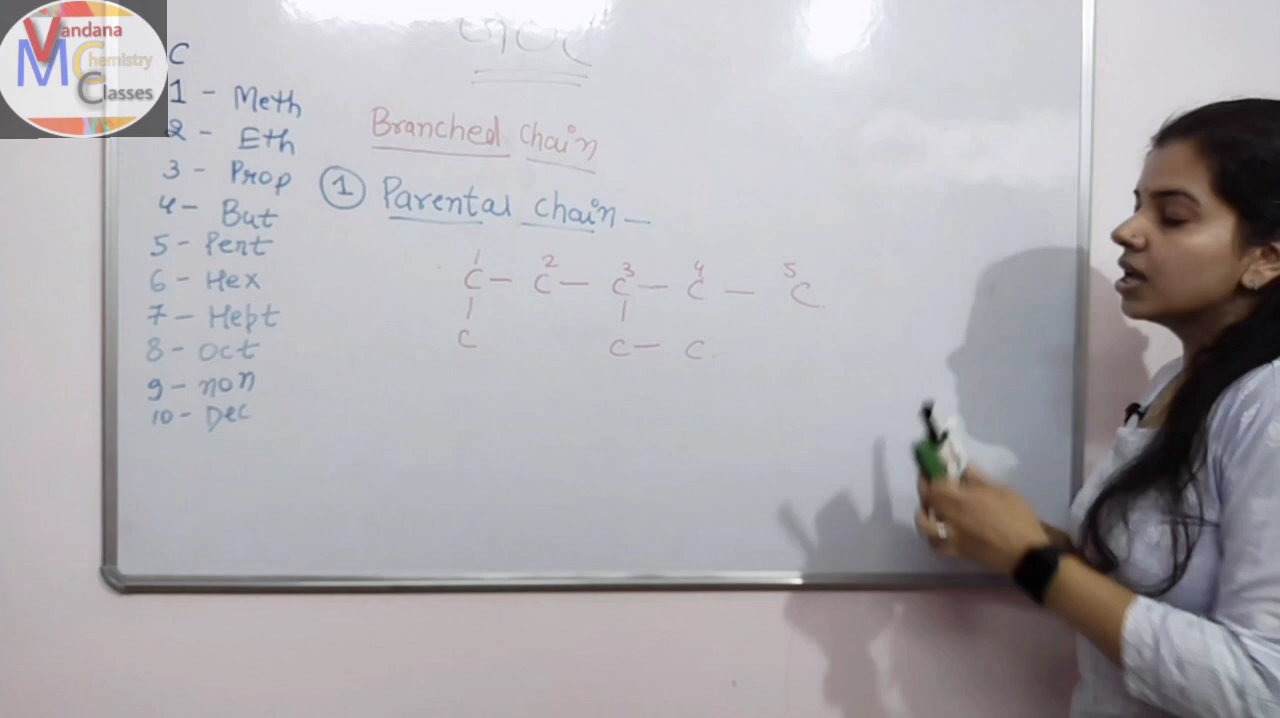 Vandana
Chemistry
Classes
C
1 - Meth
2 - Eth
3 - Prop
4 - But
5 - Pent
6 - Hex
7 - Hept
8 - Oct
9 - non
10 - Dec
Branched Chain
1 Parental Chain -
1 2 3 4 5
C - C - C - C - C
| |
C C - C